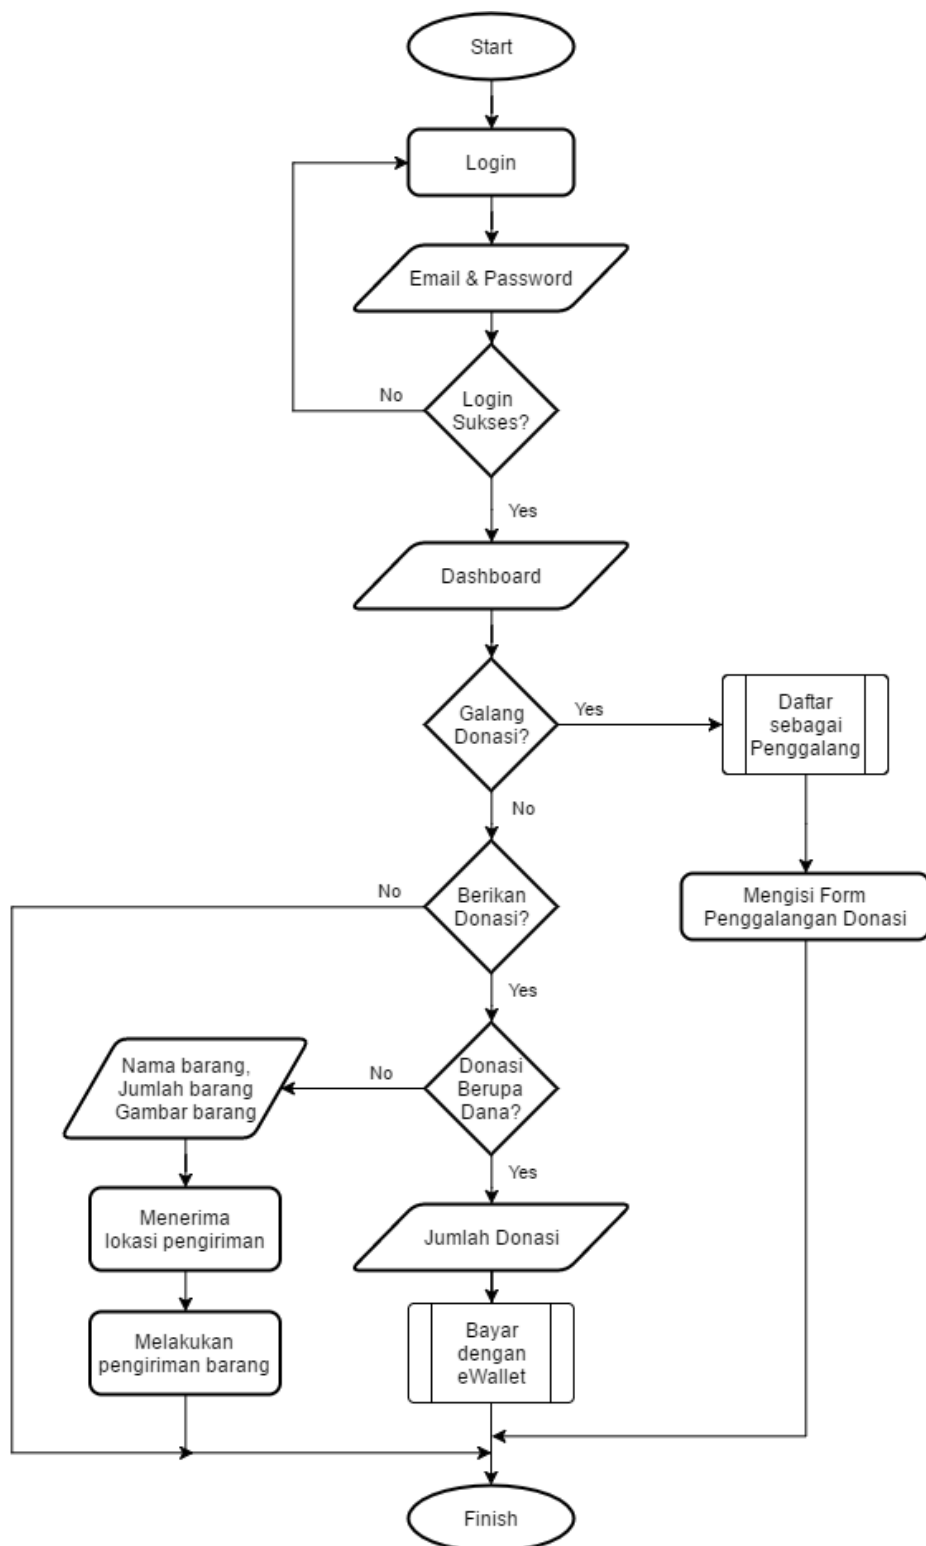 Start
Login
Email & Password
No
Login
Sukses?
Yes
Dashboard
Galang
Donasi?
Yes
Daftar
sebagai
Penggalang
No
No
Berikan
Donasi?
Mengisi Form
Penggalangan Donasi
Yes
Nama barang,
Jumlah barang
Gambar barang
No
Donasi
Berupa
Dana?
Yes
Menerima
lokasi pengiriman
Jumlah Donasi
Melakukan
pengiriman barang
Bayar
dengan
eWallet
Finish